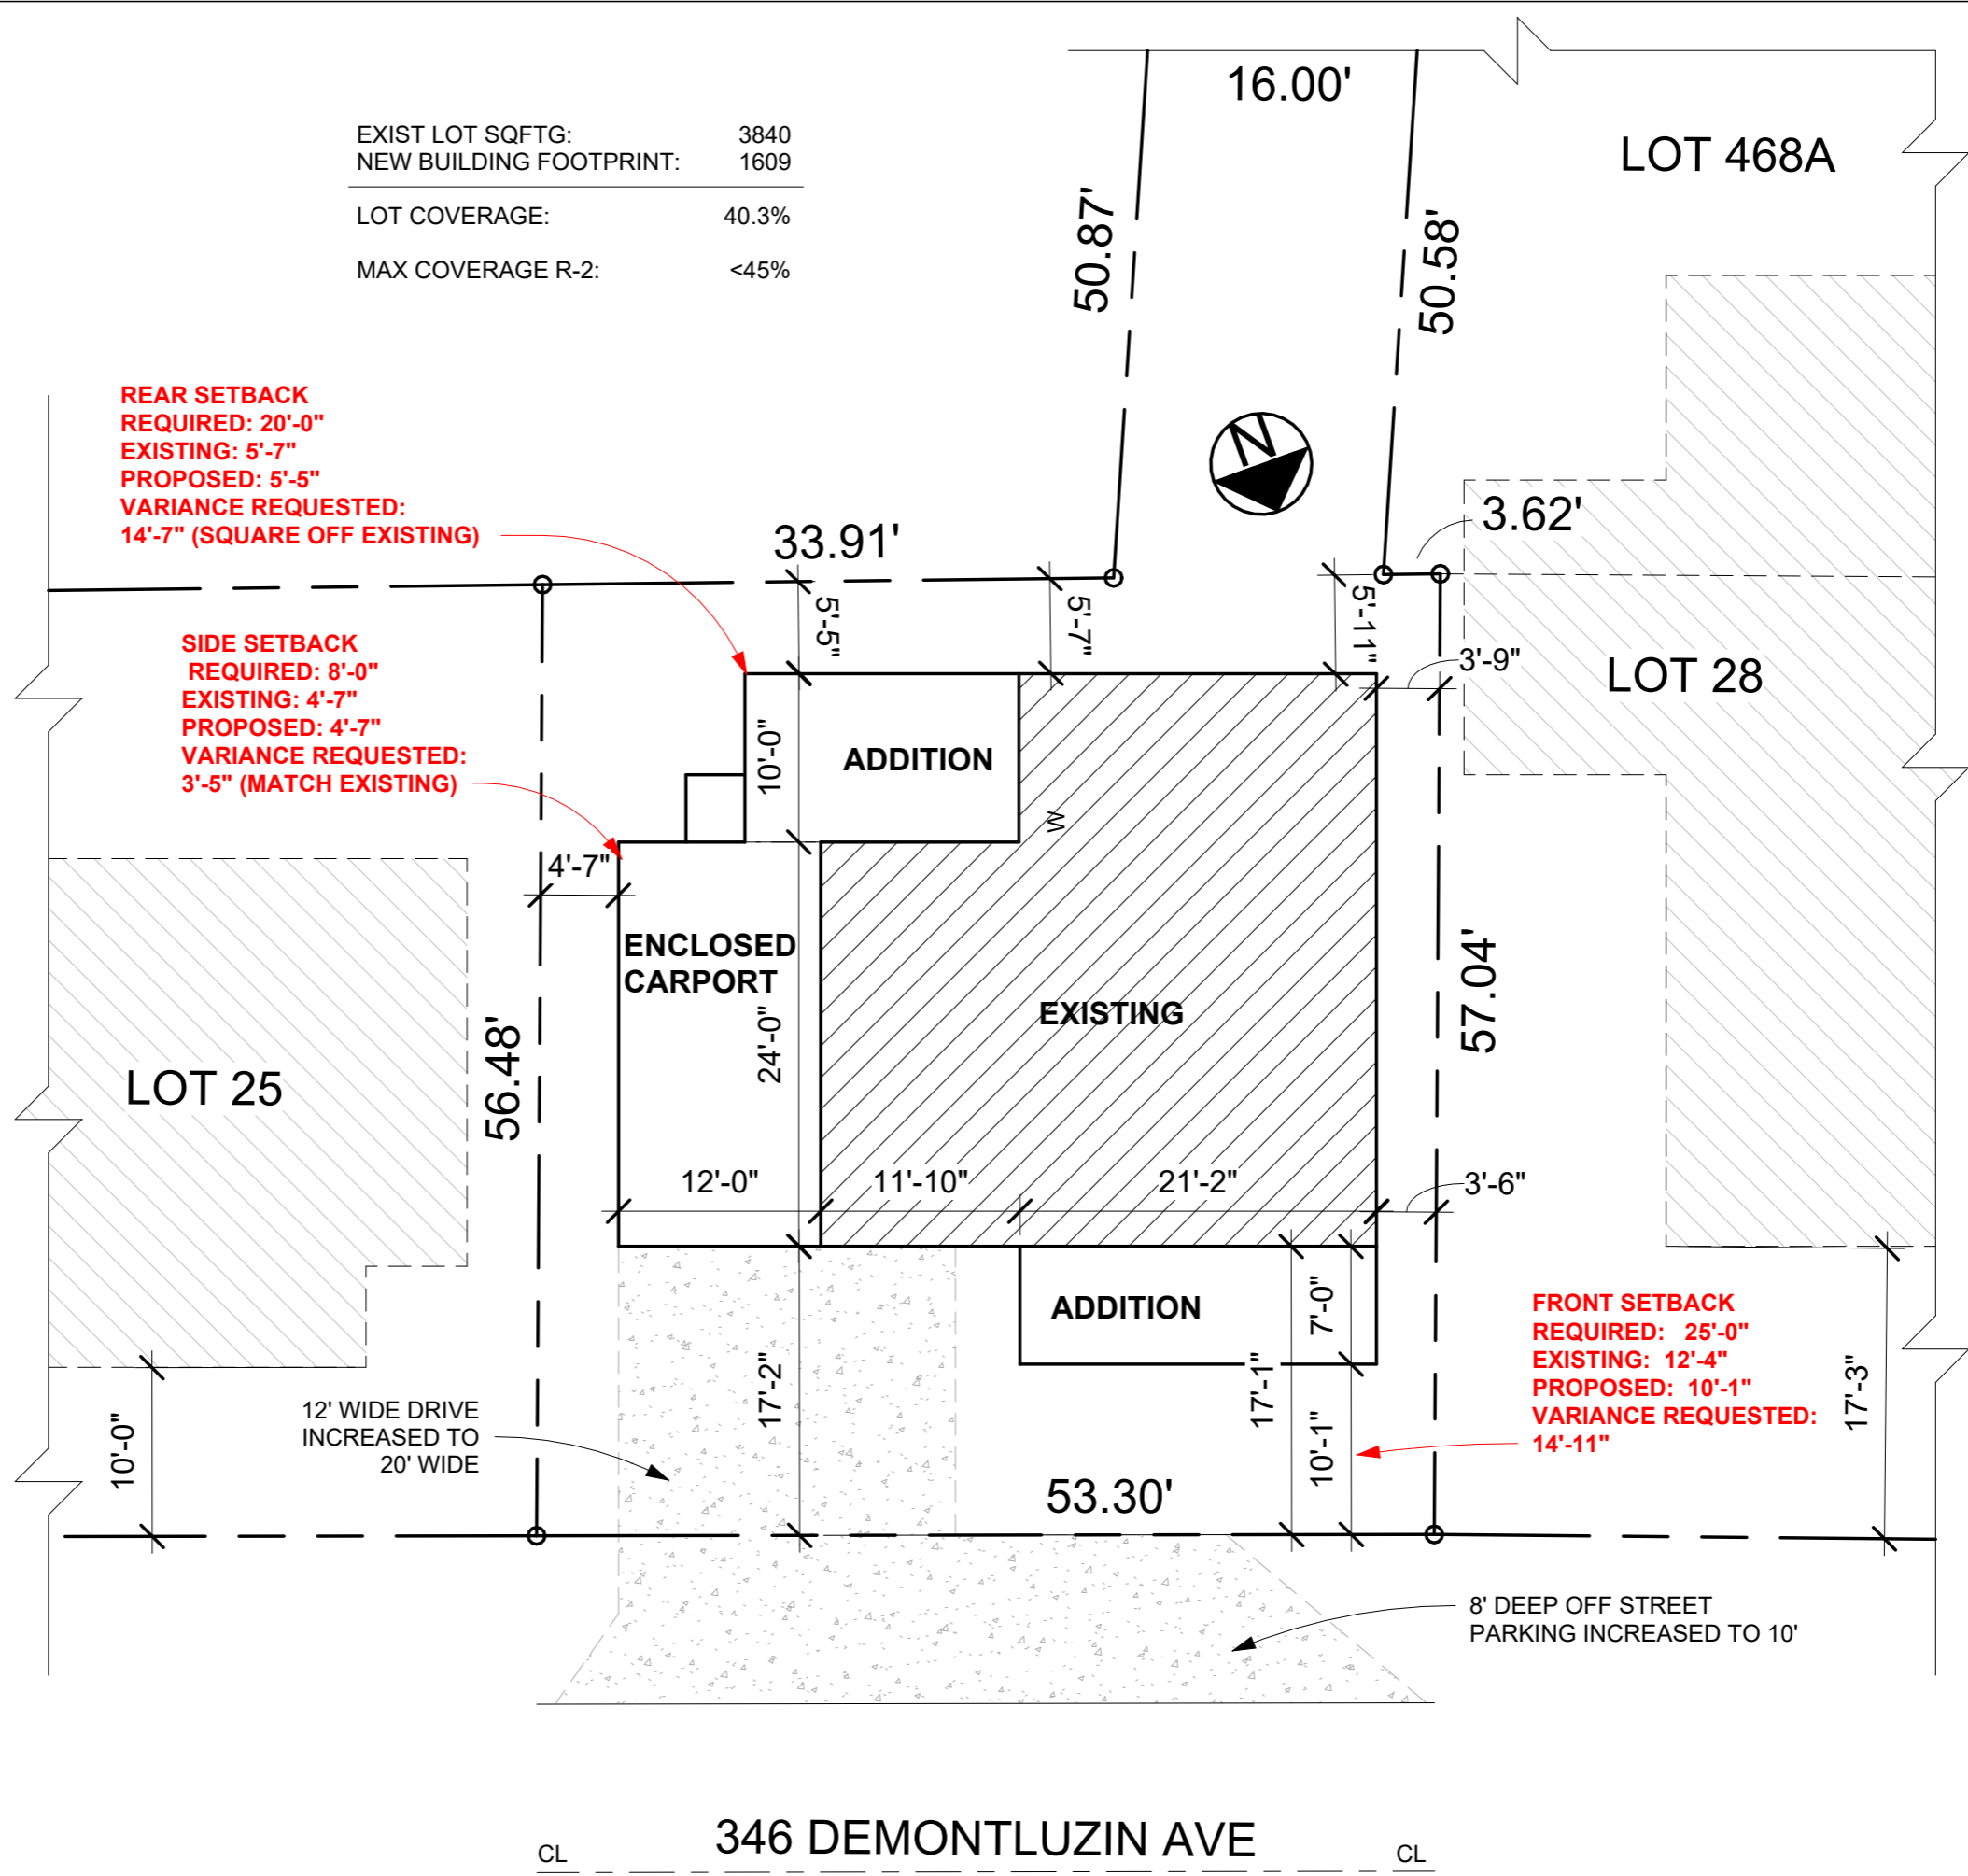 16.00'
EXIST LOT SQFTG: 3840
NEW BUILDING FOOTPRINT: 1609
LOT COVERAGE: 40.3%
MAX COVERAGE R-2: <45%
LOT 468A
50.87'
50.58'
REAR SETBACK
REQUIRED: 20'-0"
EXISTING: 5'-7"
PROPOSED: 5'-5"
VARIANCE REQUESTED:
14'-7" (SQUARE OFF EXISTING)
N
33.91'
3.62'
5'-5"
5'-7"
5'-11"
3'-9"
SIDE SETBACK
REQUIRED: 8'-0"
EXISTING: 4'-7"
PROPOSED: 4'-7"
VARIANCE REQUESTED:
3'-5" (MATCH EXISTING)
LOT 28
10'-0"
ADDITION
W
4'-7"
ENCLOSED
CARPORT
24'-0"
EXISTING
56.48'
57.04'
LOT 25
12'-0"
11'-10"
21'-2"
3'-6"
ADDITION
7'-0"
17'-2"
17'-1"
10'-1"
FRONT SETBACK
REQUIRED: 25'-0"
EXISTING: 12'-4"
PROPOSED: 10'-1"
VARIANCE REQUESTED:
14'-11"
17'-3"
10'-0"
12' WIDE DRIVE
INCREASED TO
20' WIDE
53.30'
8' DEEP OFF STREET
PARKING INCREASED TO 10'
346 DEMONTLUZIN AVE
CL
CL